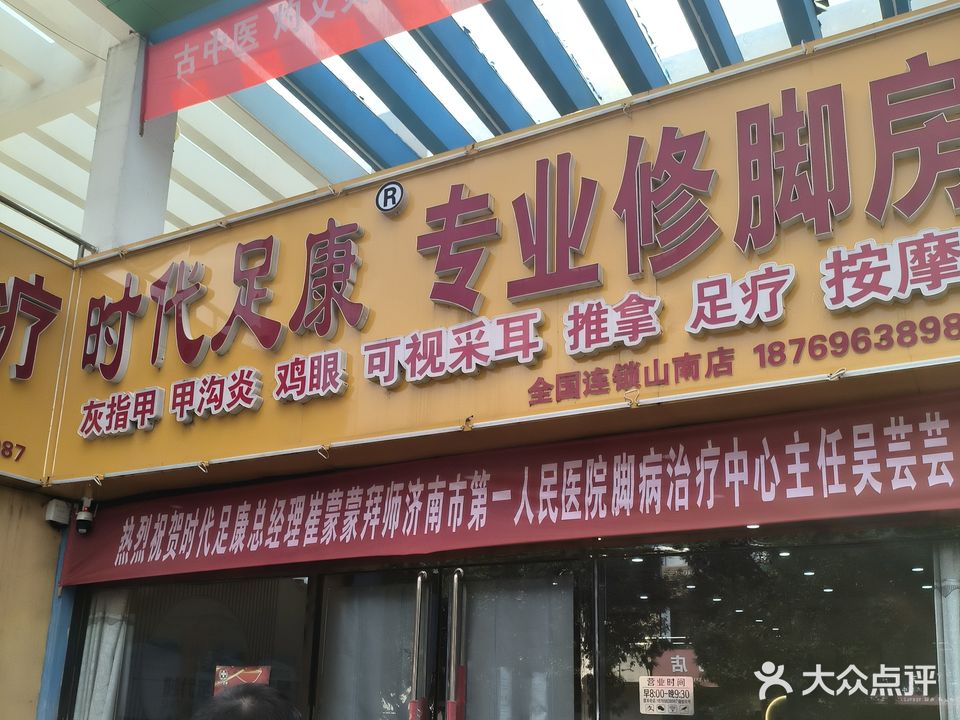 古中医
疗 时代足康® 专业修脚房
灰指甲 甲沟炎 鸡眼 可视采耳 推拿 足疗 按摩
987
全国连锁山南店 1876963898
热烈祝贺时代足康总经理崔蒙蒙拜师济南市第一人民医院脚病治疗中心主任吴芸芸
店
营业时间
早8:00-晚9:30
大众点评